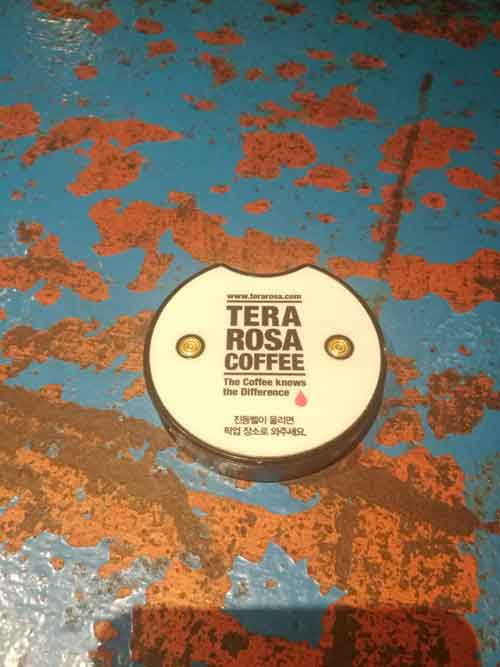 www.terarosa.com
TERA
ROSA
COFFEE
The Coffee knows
the Difference
진동벨이 울리면
픽업 장소로 와주세요.